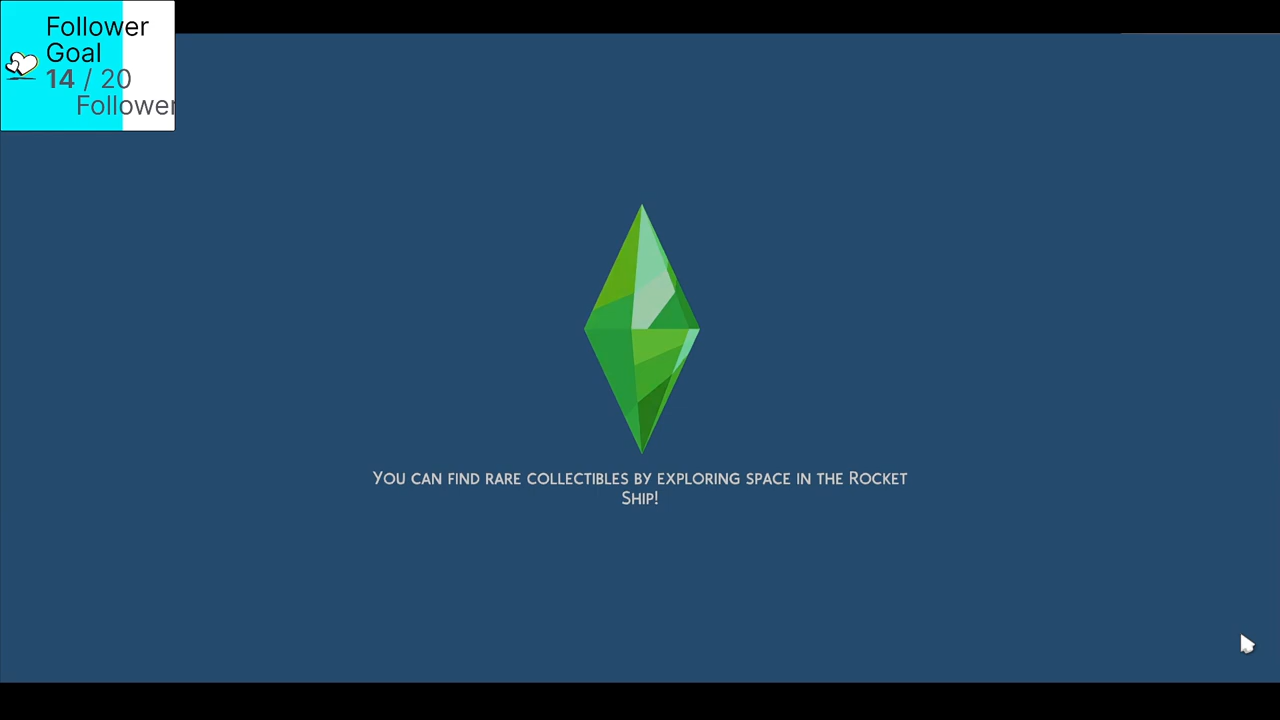 Follower
Goal
14 / 20
Follower
You can find rare collectibles by exploring space in the Rocket
Ship!